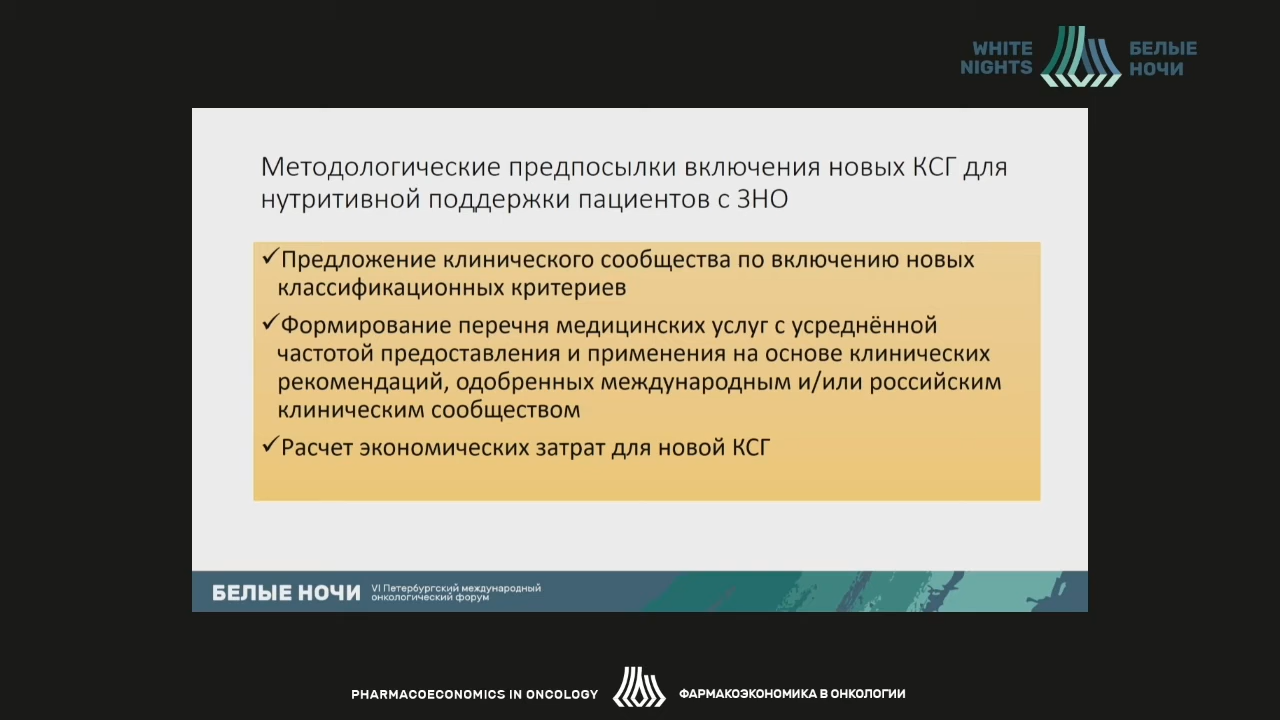 WHITE
NIGHTS
БЕЛЫЕ
НОЧИ
Методологические предпосылки включения новых КСГ для
нутритивной поддержки пациентов с ЗНО
✓Предложение клинического сообщества по включению новых
классификационных критериев
✓Формирование перечня медицинских услуг с усреднённой
частотой предоставления и применения на основе клинических
рекомендаций, одобренных международным и/или российским
клиническим сообществом
✓Расчет экономических затрат для новой КСГ
БЕЛЫЕ НОЧИ
VI Петербургский международный
онкологический форум
PHARMACOECONOMICS IN ONCOLOGY
ФАРМАКОЭКОНОМИКА В ОНКОЛОГИИ